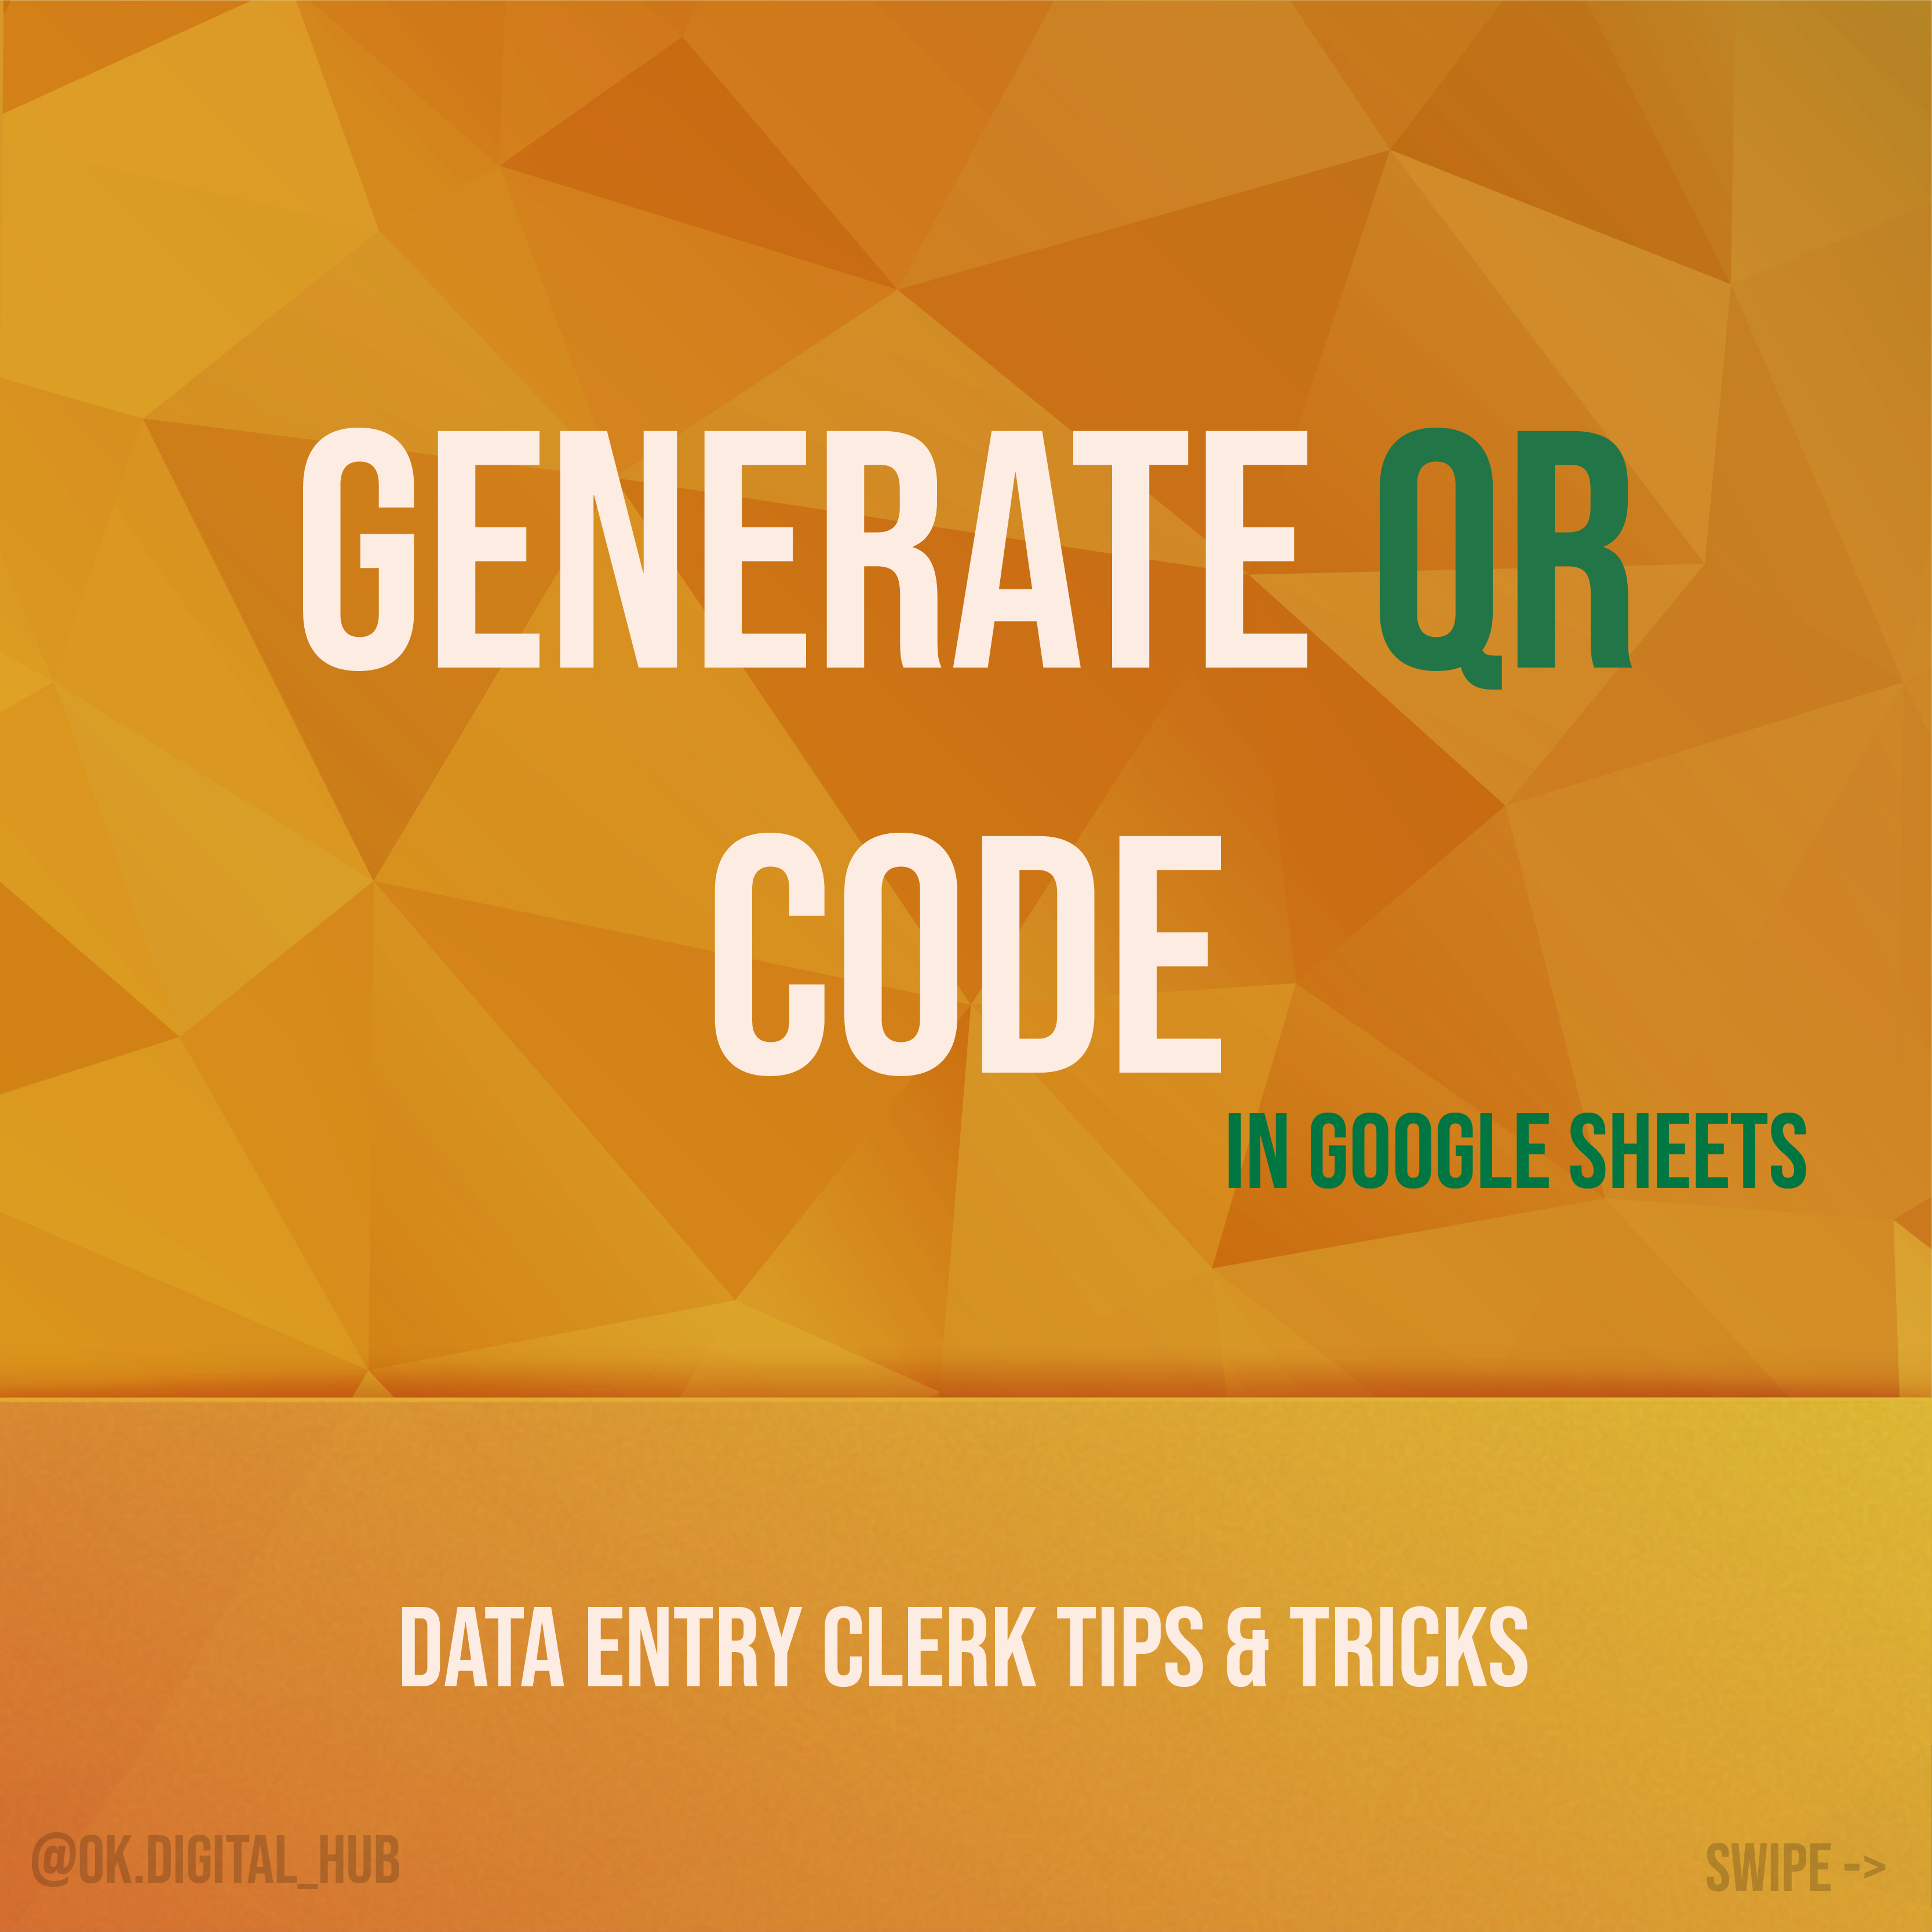 GENERATE QR
CODE
IN GOOGLE SHEETS
DATA ENTRY CLERK TIPS & TRICKS
@OK.DIGITAL_HUB
SWIPE ->